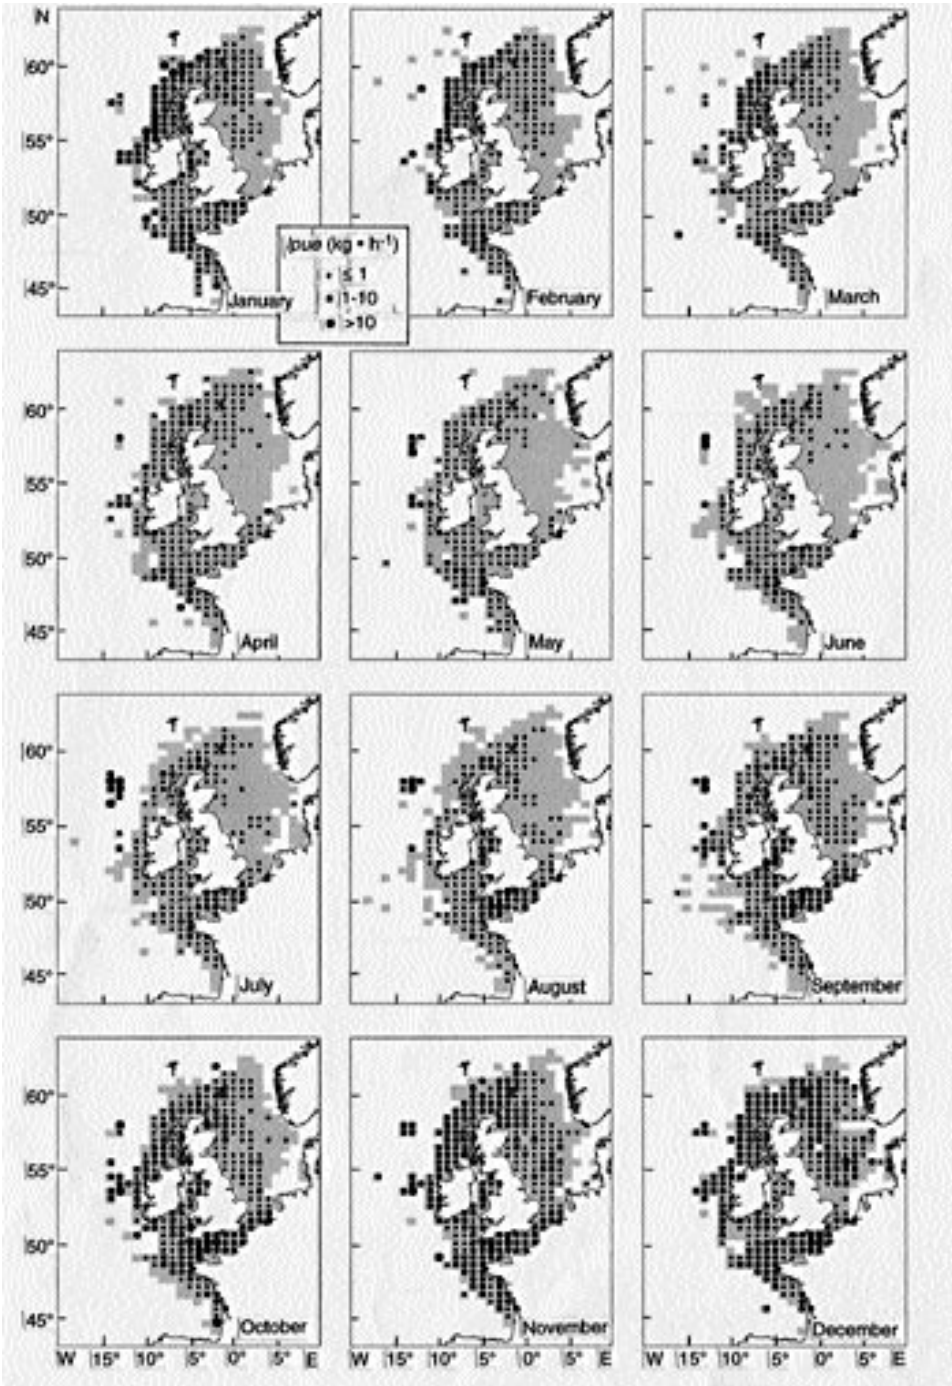 N
60°
55°
50°
45°
January
February
March
lpue (kg • h-1)
• ≤ 1
• 1-10
• >10
60°
55°
50°
45°
April
May
June
60°
55°
50°
45°
July
August
September
60°
55°
50°
45°
October
November
December
W 15° 10° 5° 0° 5° E
W 15° 10° 5° 0° 5° E
W 15° 10° 5° 0° 5° E